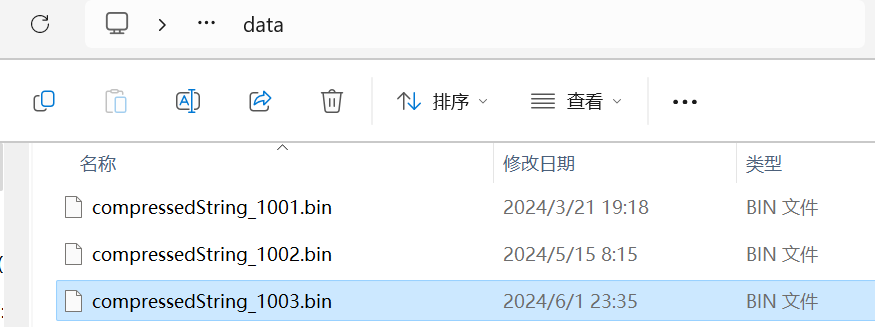 data
排序 查看
名称 修改日期 类型
compressedString_1001.bin 2024/3/21 19:18 BIN 文件
compressedString_1002.bin 2024/5/15 8:15 BIN 文件
compressedString_1003.bin 2024/6/1 23:35 BIN 文件